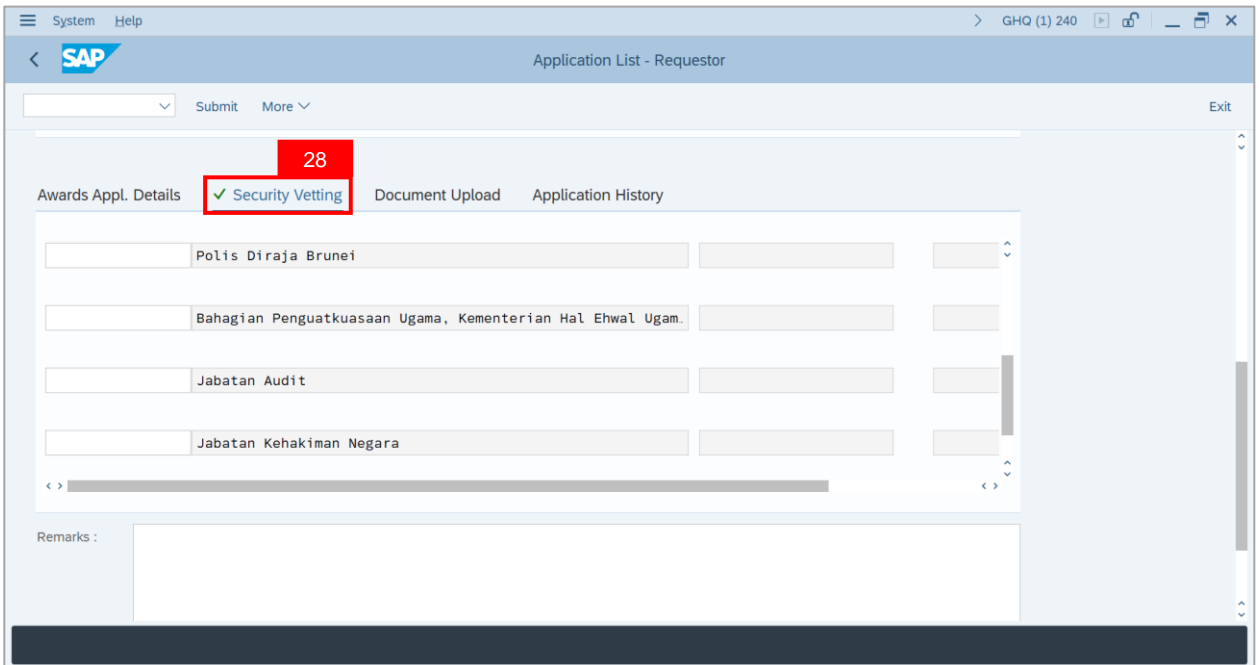 System Help GHQ (1) 240
SAP Application List - Requestor
Submit More Exit
28
Awards Appl. Details Security Vetting Document Upload Application History
Polis Diraja Brunei
Bahagian Penguatkuasaan Ugama, Kementerian Hal Ehwal Ugam.
Jabatan Audit
Jabatan Kehakiman Negara
Remarks :